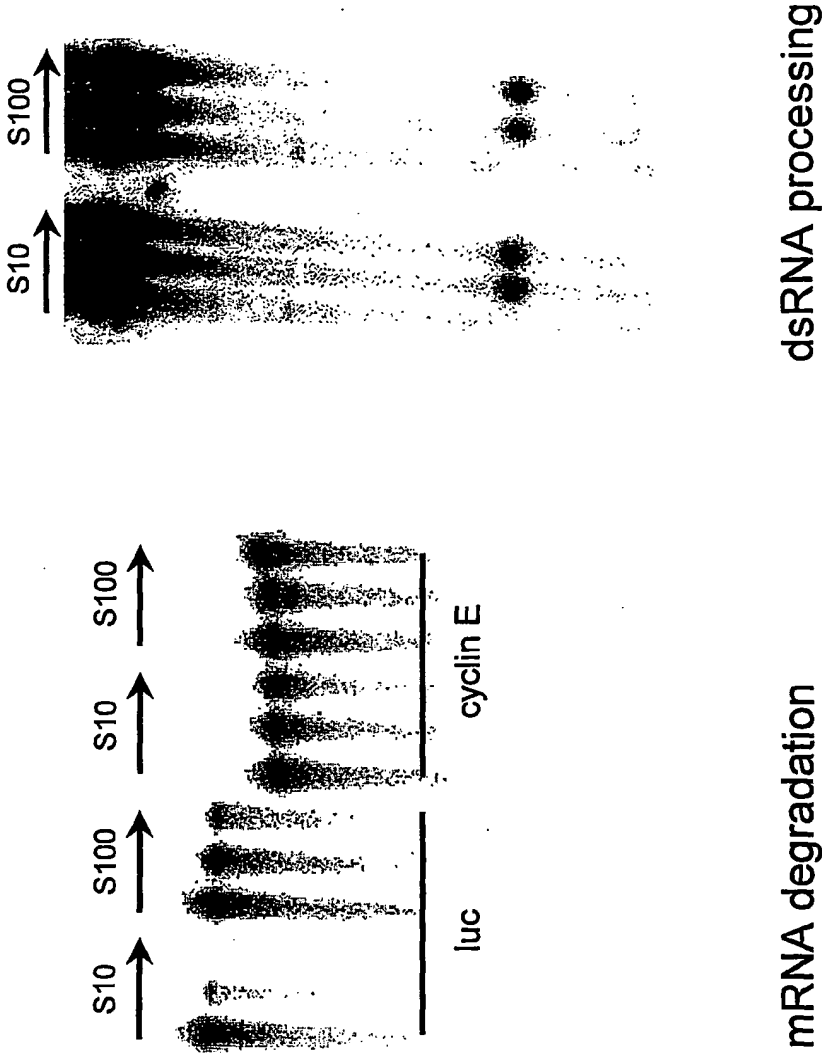 S10 S100 S10 S100
luc cyclin E
mRNA degradation
S10 S100
dsRNA processing